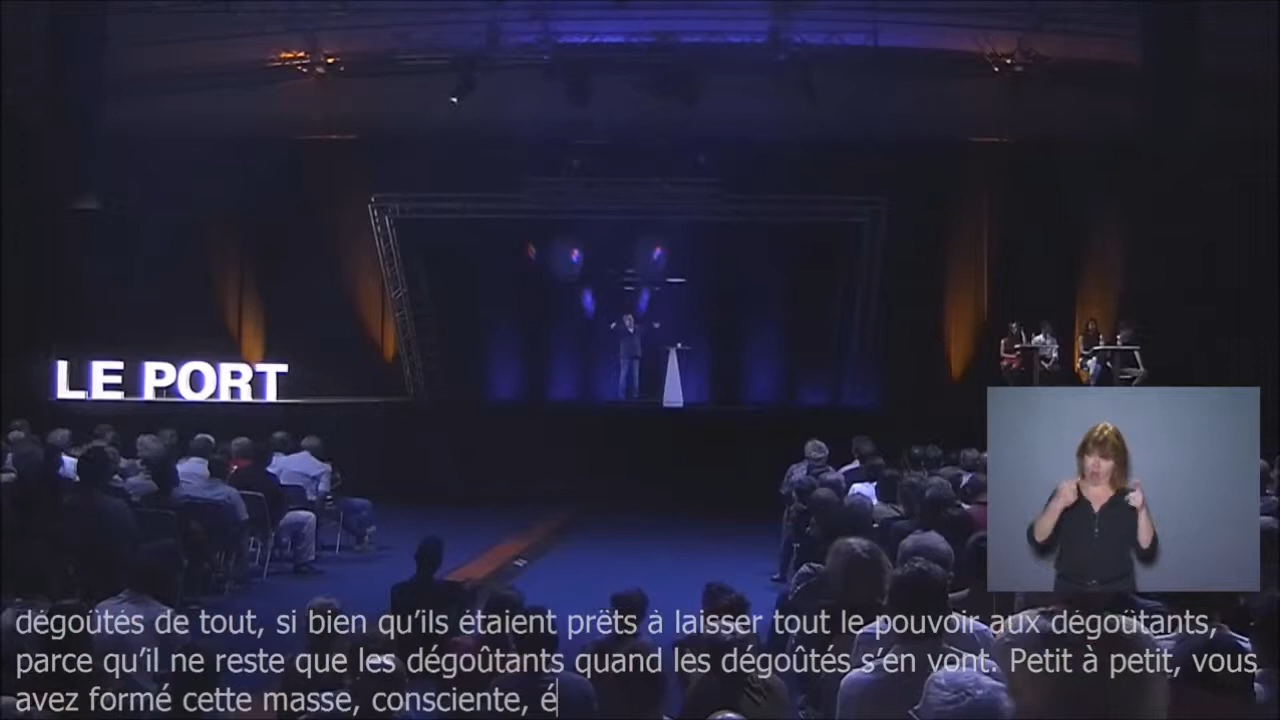 LE PORT
dégoûtés de tout, si bien qu’ils étaient prêts à laisser tout le pouvoir aux dégoûtants,
parce qu’il ne reste que les dégoûtants quand les dégoûtés s’en vont. Petit à petit, vous
avez formé cette masse, consciente, é